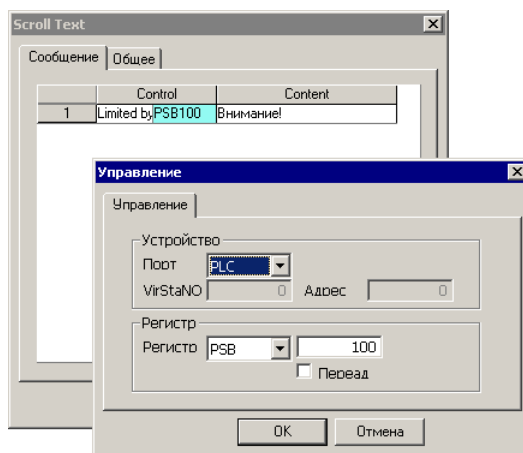 Scroll Text
Сообщение Общее
Control Content
1 Limited by PSB100 Внимание!
Управление
Управление
Устройство
Порт PLC
VirStaNO 0 Адрес 0
Регистр
Регистр PSB 100
Переад
OK Отмена